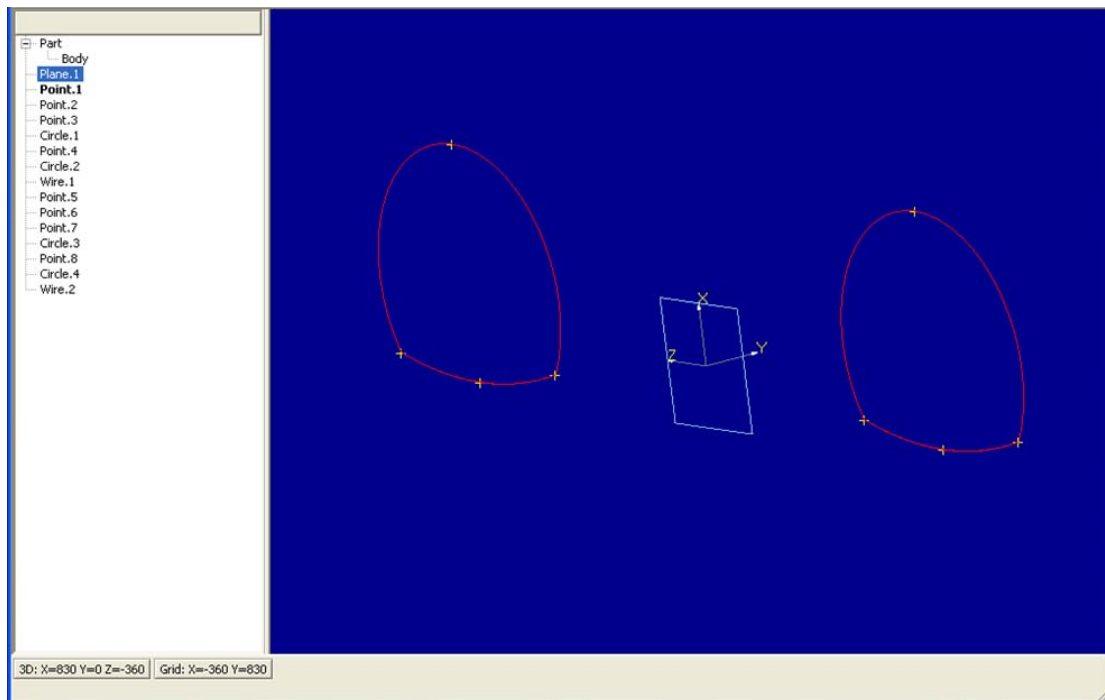 Part
Body
Plane.1
Point.1
Point.2
Point.3
Circle.1
Point.4
Circle.2
Wire.1
Point.5
Point.6
Point.7
Circle.3
Point.8
Circle.4
Wire.2
X
Z
Y
3D: X=830 Y=0 Z=-360
Grid: X=-360 Y=830